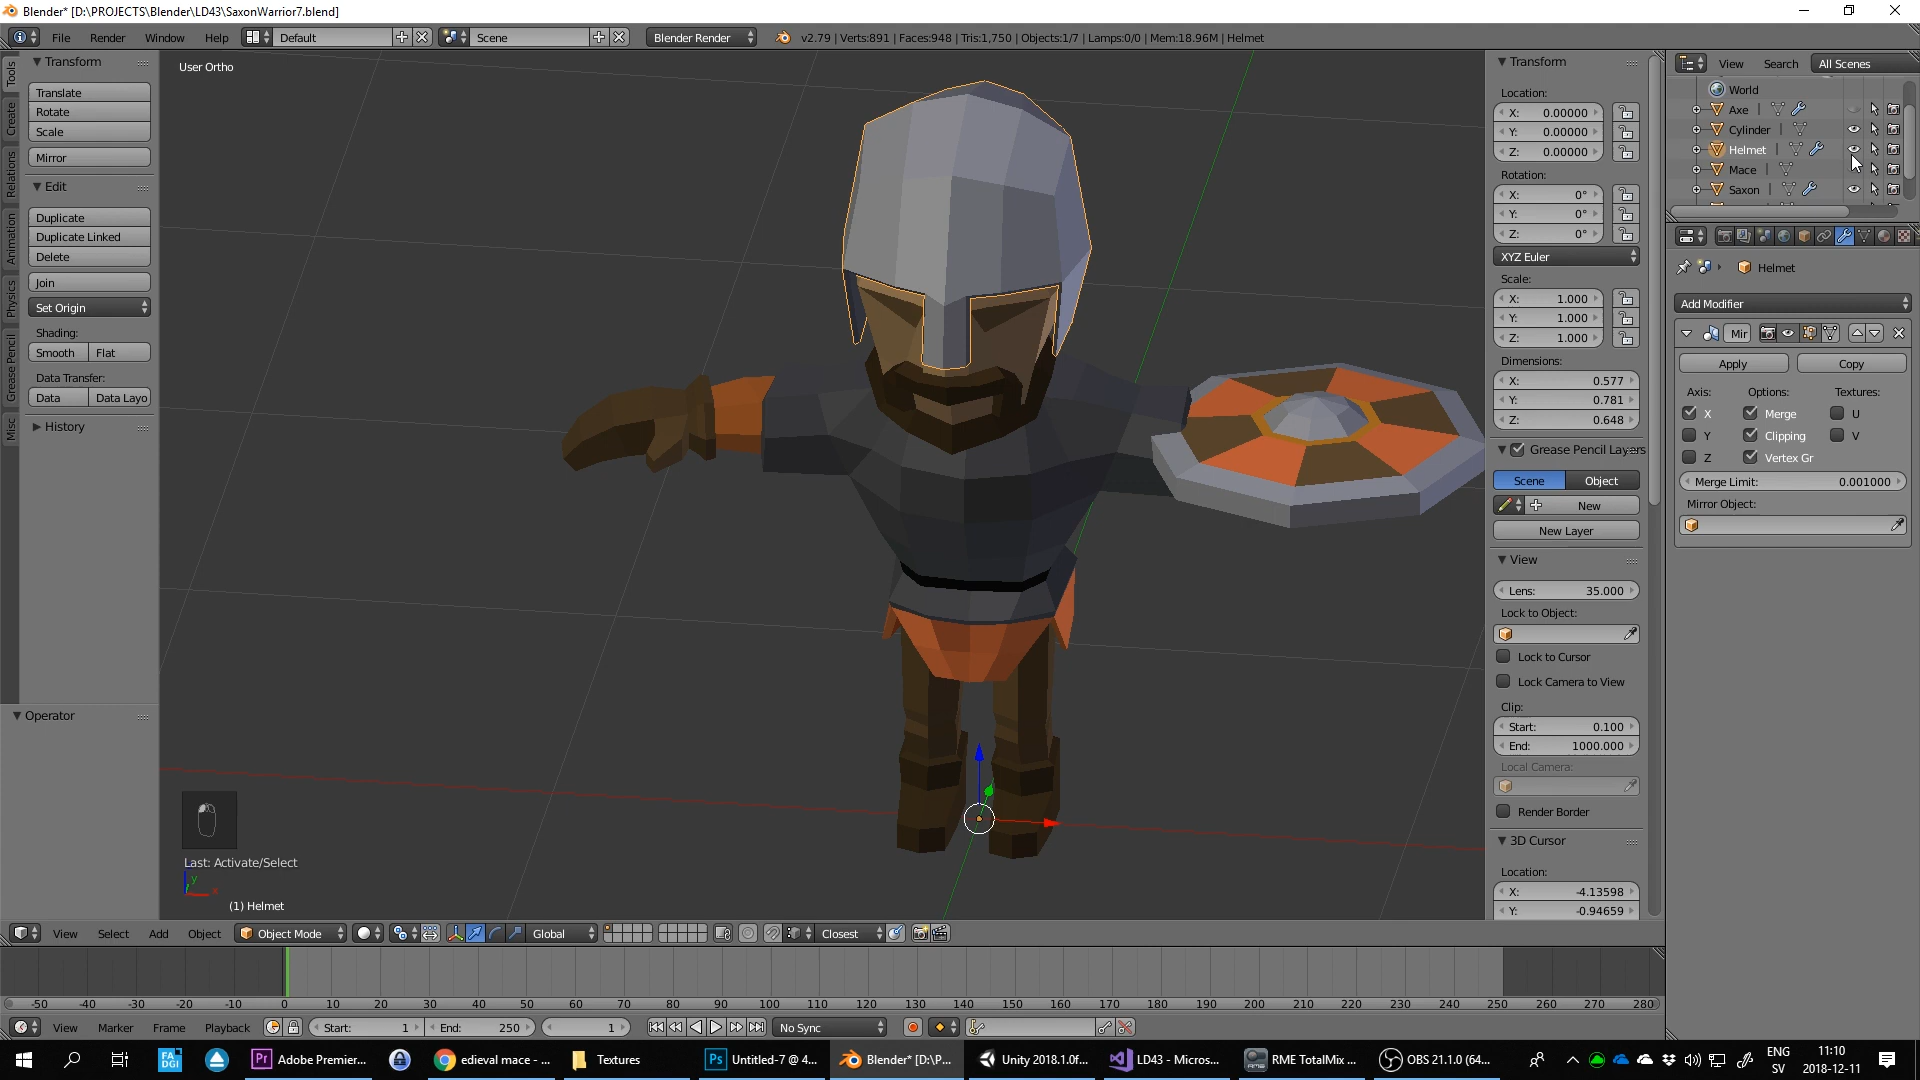 Blender* [D:\PROJECTS\Blender\LD43\SaxonWarrior7.blend]
File Render Window Help Default Scene Blender Render v2.79 | Verts:891 | Faces:948 | Tris:1,750 | Objects:1/7 | Lamps:0/0 | Mem:18.96M | Helmet
Tools
Create
Relations
Animation
Physics
Grease Pencil
Misc
Transform
Translate
Rotate
Scale
Mirror
Edit
Duplicate
Duplicate Linked
Delete
Join
Set Origin
Shading:
Smooth Flat
Data Transfer:
Data Data Layo
History
Operator
User Ortho
Last: Activate/Select
y
x
(1) Helmet
Transform
Location:
X: 0.00000
Y: 0.00000
Z: 0.00000
Rotation:
X: 0°
Y: 0°
Z: 0°
XYZ Euler
Scale:
X: 1.000
Y: 1.000
Z: 1.000
Dimensions:
X: 0.577
Y: 0.781
Z: 0.648
Grease Pencil Layers
Scene Object
New
New Layer
View
Lens: 35.000
Lock to Object:
Lock to Cursor
Lock Camera to View
Clip:
Start: 0.100
End: 1000.000
Local Camera:
Render Border
3D Cursor
Location:
X: -4.13598
Y: -0.94659
View Search All Scenes
World
Axe
Cylinder
Helmet
Mace
Saxon
Helmet
Add Modifier
Mir
Apply Copy
Axis: Options: Textures:
X Merge U
Y Clipping V
Z Vertex Gr
Merge Limit: 0.001000
Mirror Object:
View Select Add Object Object Mode Global Closest
-50 -40 -30 -20 -10 0 10 20 30 40 50 60 70 80 90 100 110 120 130 140 150 160 170 180 190 200 210 220 230 240 250 260 270 280
View Marker Frame Playback Start: 1 End: 250 1 No Sync
FA
DGI
Pr Adobe Premier... edieval mace - ... Textures Ps Untitled-7 @ 4... Blender* [D:\P... Unity 2018.1.0f... LD43 - Micros... RME TotalMix ... OBS 21.1.0 (64...
ENG
SV
11:10
2018-12-11